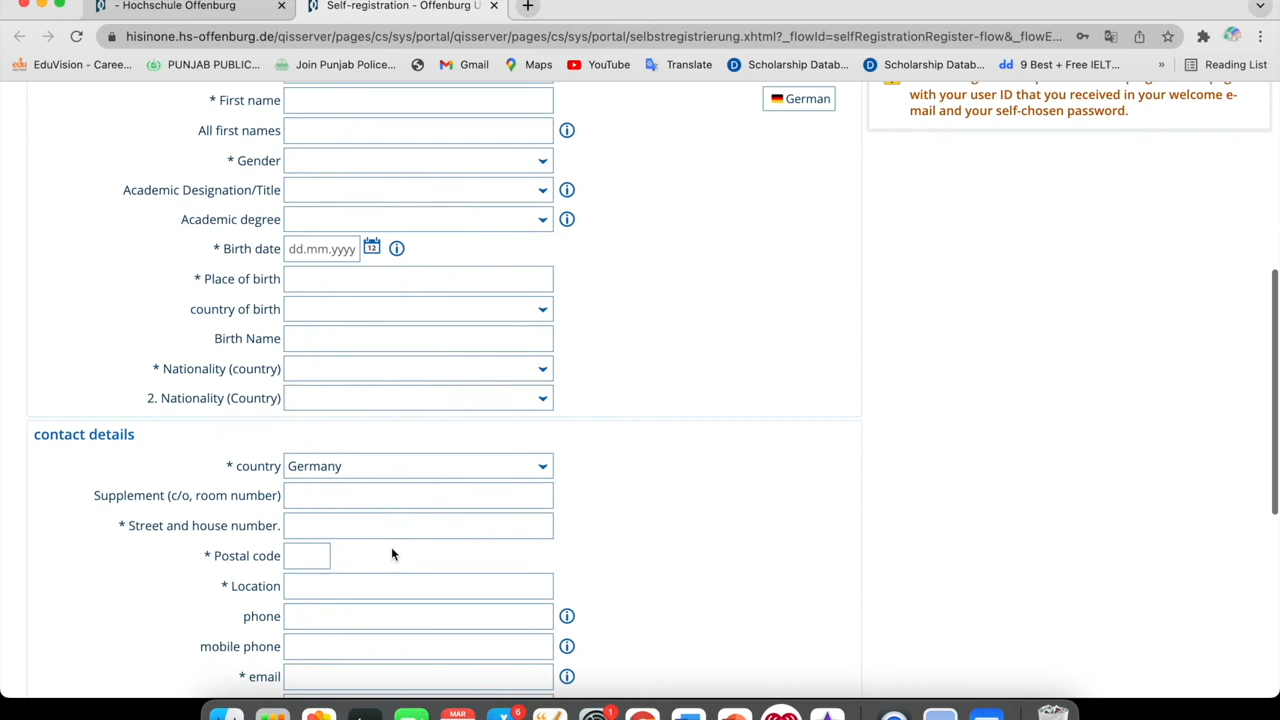 - Hochschule Offenburg
Self-registration - Offenburg U
hisinone.hs-offenburg.de/qisserver/pages/cs/sys/portal/qisserver/pages/cs/sys/portal/selbstregistrierung.xhtml?_flowId=selfRegistrationRegister-flow&_flowE...
EduVision - Caree...
PUNJAB PUBLIC...
Join Punjab Police...
Gmail
Maps
YouTube
Translate
Scholarship Datab...
Scholarship Datab...
9 Best + Free IELT...
»
Reading List
with your user ID that you received in your welcome e-
mail and your self-chosen password.
* First name
German
All first names
* Gender
Academic Designation/Title
Academic degree
* Birth date dd.mm.yyyy 12
* Place of birth
country of birth
Birth Name
* Nationality (country)
2. Nationality (Country)
contact details
* country Germany
Supplement (c/o, room number)
* Street and house number.
* Postal code
* Location
phone
mobile phone
* email
MAR
6
1